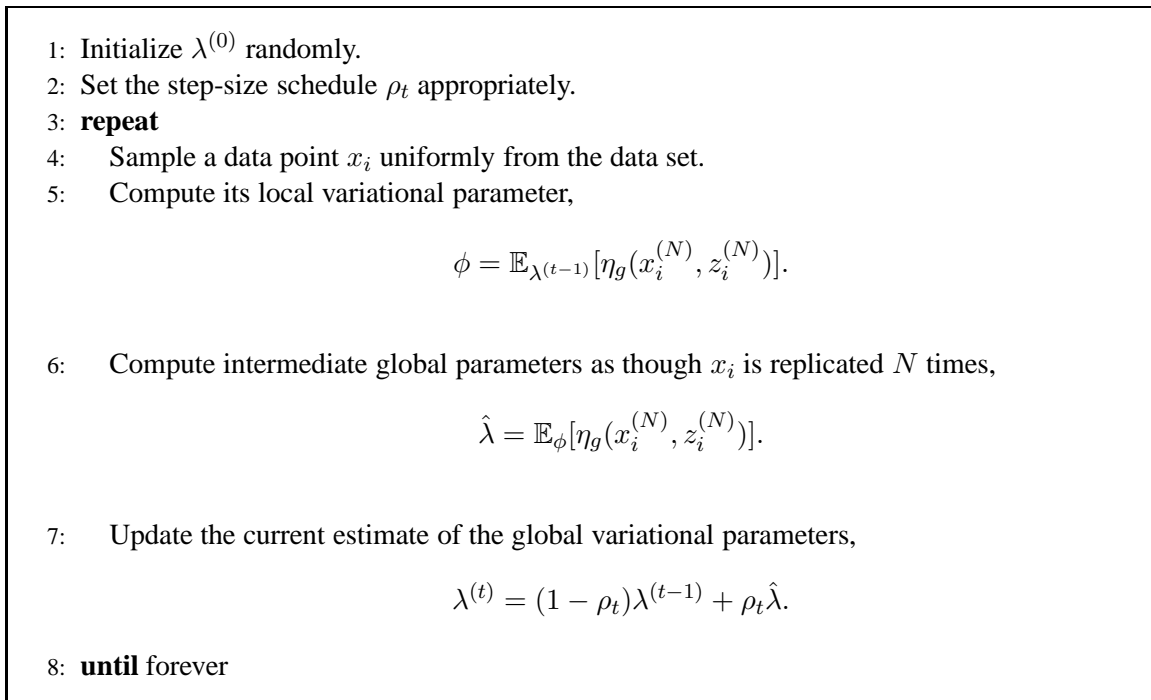 1: Initialize λ^{(0)} randomly.
2: Set the step-size schedule ρ_t appropriately.
3: repeat
4: Sample a data point x_i uniformly from the data set.
5: Compute its local variational parameter,
ϕ = 𝔼_{λ^{(t−1)}}[η_g(x_i^{(N)}, z_i^{(N)})].
6: Compute intermediate global parameters as though x_i is replicated N times,
λ̂ = 𝔼_ϕ[η_g(x_i^{(N)}, z_i^{(N)})].
7: Update the current estimate of the global variational parameters,
λ^{(t)} = (1 − ρ_t)λ^{(t−1)} + ρ_tλ̂.
8: until forever